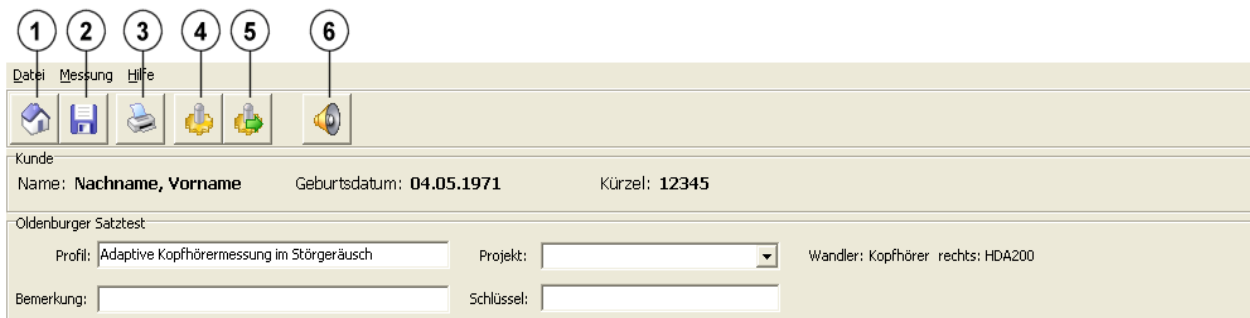 1 2 3 4 5 6
Datei Messung Hilfe
Kunde
Name: Nachname, Vorname Geburtsdatum: 04.05.1971 Kürzel: 12345
Oldenburger Satztest
Profil: Adaptive Kopfhörermessung im Störgeräusch Projekt: Wandler: Kopfhörer rechts: HDA200
Bemerkung: Schlüssel: